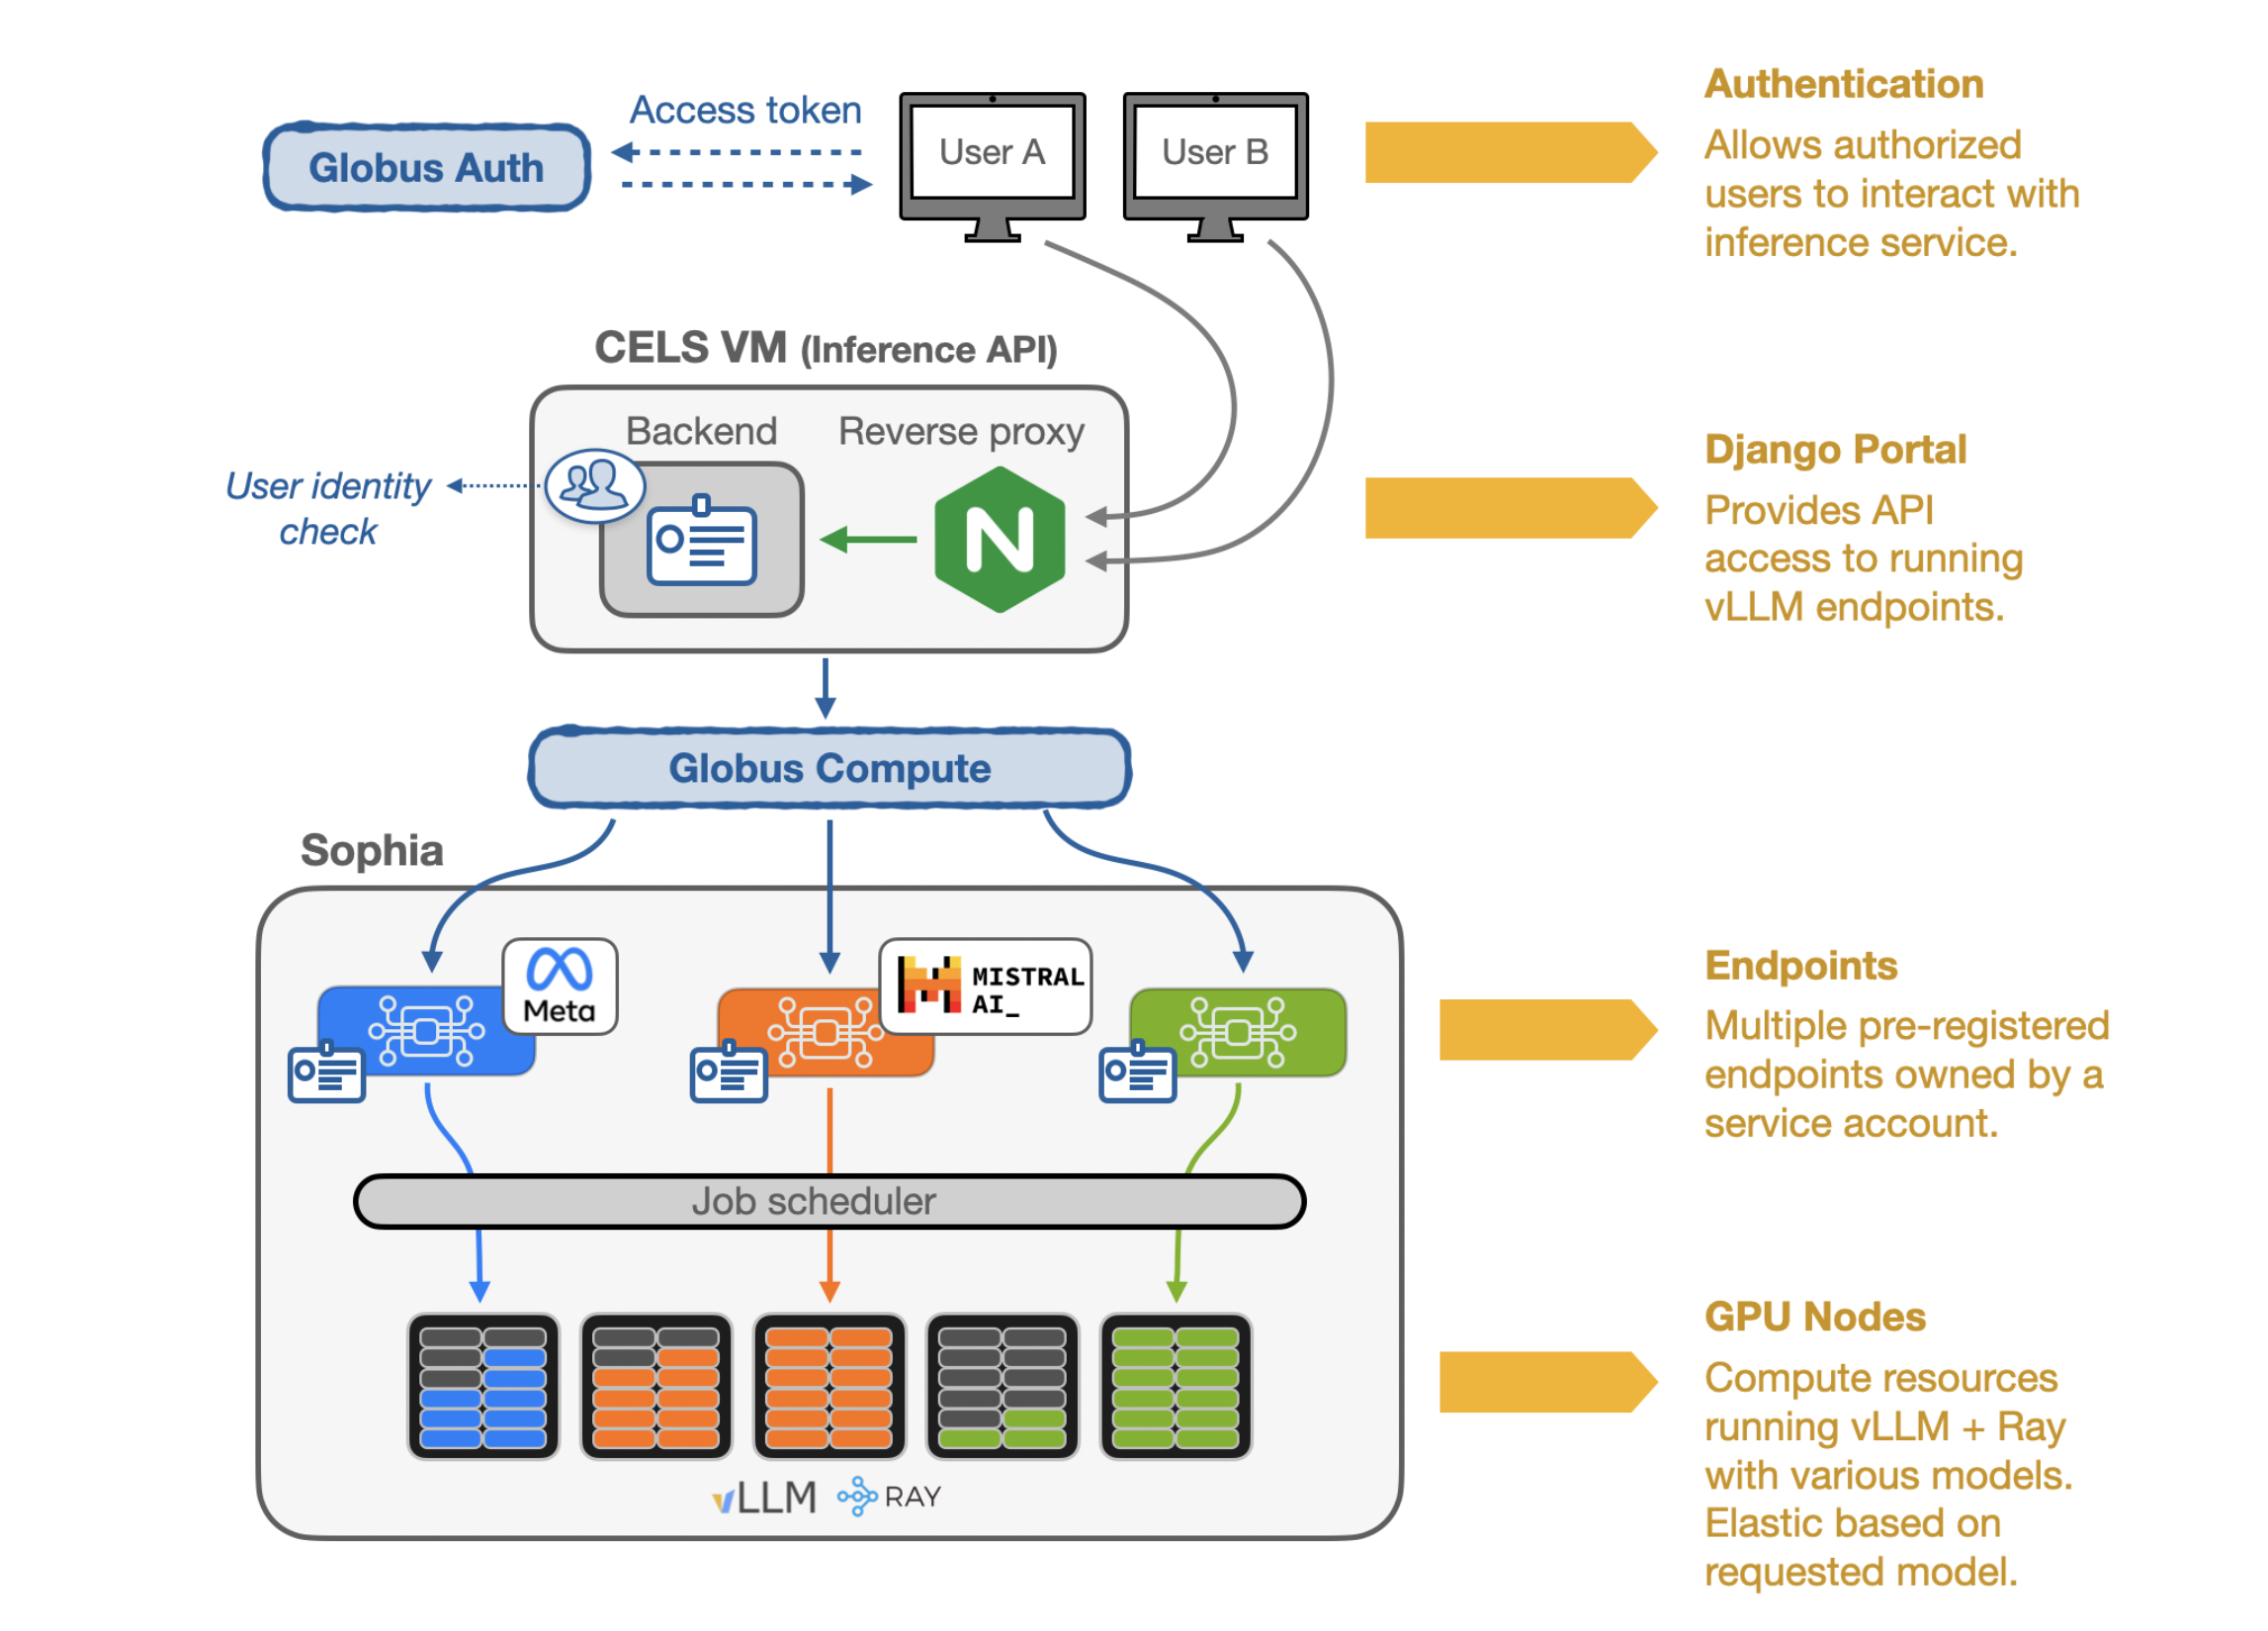 Access token
Globus Auth
User A
User B
Authentication
Allows authorized
users to interact with
inference service.
CELS VM (Inference API)
Backend
Reverse proxy
User identity
check
Django Portal
Provides API
access to running
vLLM endpoints.
Globus Compute
Sophia
Meta
MISTRAL
AI_
Endpoints
Multiple pre-registered
endpoints owned by a
service account.
Job scheduler
GPU Nodes
Compute resources
running vLLM + Ray
with various models.
Elastic based on
requested model.
vLLM
RAY